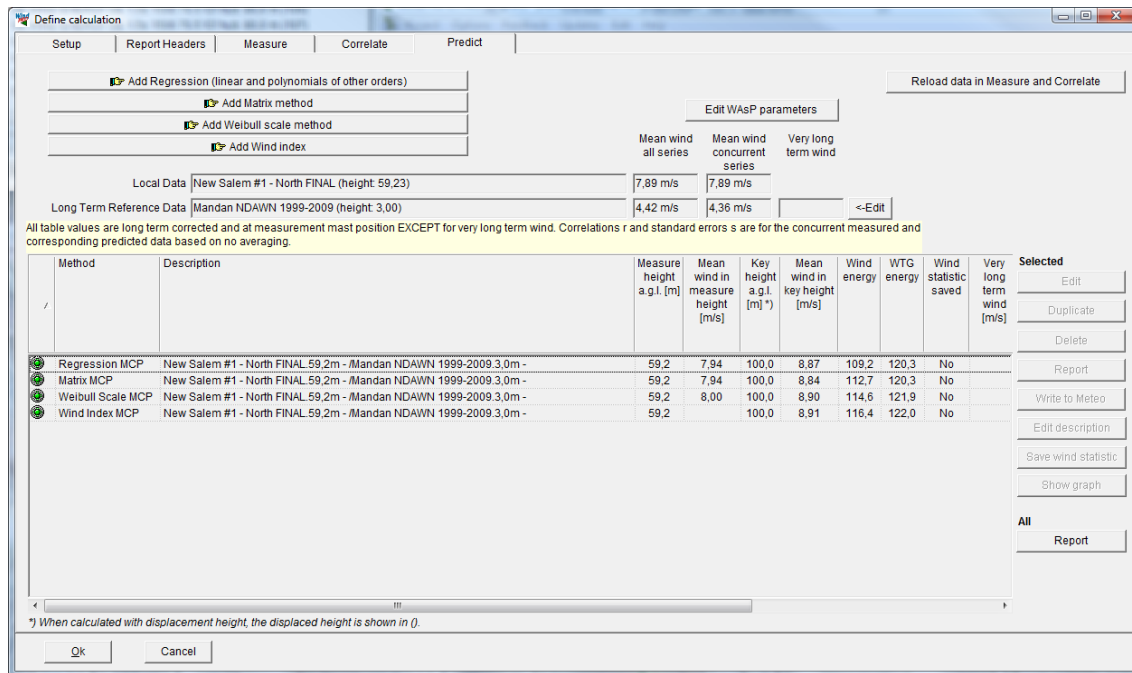 Define calculation
Setup Report Headers Measure Correlate Predict
Add Regression (linear and polynomials of other orders)
Reload data in Measure and Correlate
Add Matrix method
Edit WAsP parameters
Add Weibull scale method
Add Wind index
Mean wind all series
Mean wind concurrent series
Very long term wind
Local Data New Salem #1 - North FINAL (height: 59,23) 7,89 m/s 7,89 m/s
Long Term Reference Data Mandan NDAWN 1999-2009 (height: 3,00) 4,42 m/s 4,36 m/s <-Edit
All table values are long term corrected and at measurement mast position EXCEPT for very long term wind. Correlations r and standard errors s are for the concurrent measured and
corresponding predicted data based on no averaging.
Method Description Measure height a.g.l. [m] Mean wind in measure height [m/s] Key height a.g.l. [m] *) Mean wind in key height [m/s] Wind energy WTG energy Wind statistic saved Very long term wind [m/s]
Regression MCP New Salem #1 - North FINAL.59,2m - /Mandan NDAWN 1999-2009.3,0m - 59,2 7,94 100,0 8,87 109,2 120,3 No
Matrix MCP New Salem #1 - North FINAL.59,2m - /Mandan NDAWN 1999-2009.3,0m - 59,2 7,94 100,0 8,84 112,7 120,3 No
Weibull Scale MCP New Salem #1 - North FINAL.59,2m - /Mandan NDAWN 1999-2009.3,0m - 59,2 8,00 100,0 8,90 114,6 121,9 No
Wind Index MCP New Salem #1 - North FINAL.59,2m - /Mandan NDAWN 1999-2009.3,0m - 59,2 100,0 8,91 116,4 122,0 No
Selected
Edit
Duplicate
Delete
Report
Write to Meteo
Edit description
Save wind statistic
Show graph
All
Report
*) When calculated with displacement height, the displaced height is shown in ().
Ok Cancel